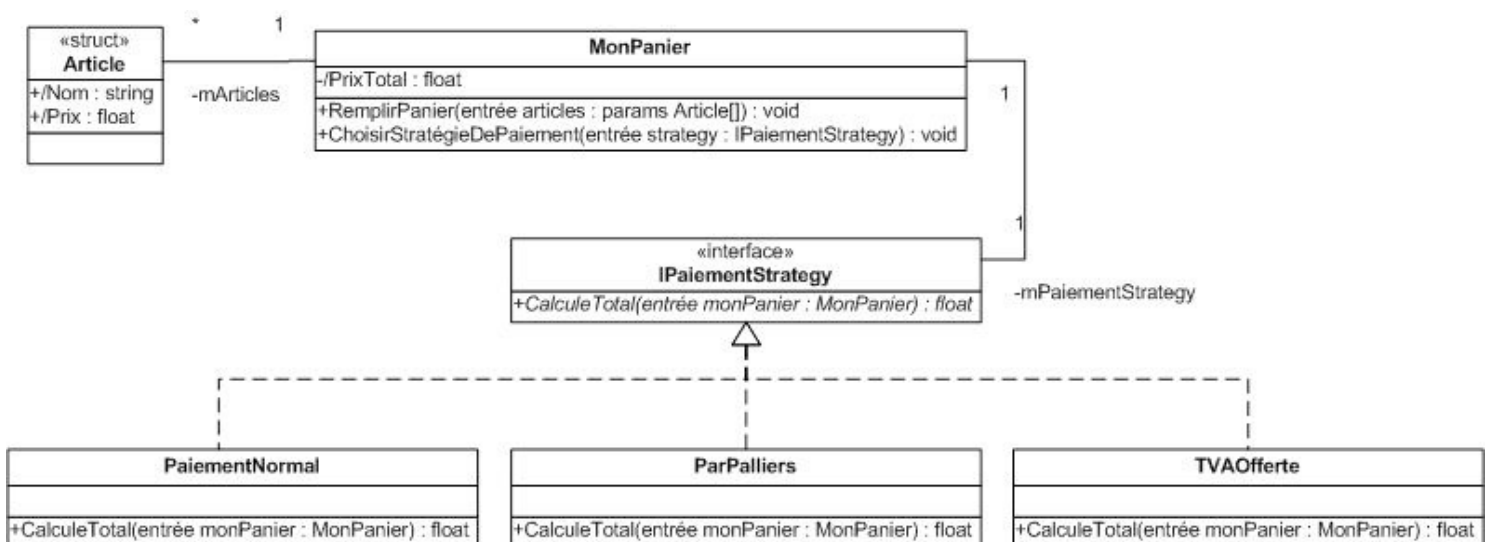 * 1
«struct»
Article
+/Nom : string
+/Prix : float
-mArticles
MonPanier
-/PrixTotal : float
+RemplirPanier(entrée articles : params Article[]) : void
+ChoisirStratégieDePaiement(entrée strategy : IPaiementStrategy) : void
1
1
«interface»
IPaiementStrategy
+CalculeTotal(entrée monPanier : MonPanier) : float
-mPaiementStrategy
PaiementNormal
+CalculeTotal(entrée monPanier : MonPanier) : float
ParPalliers
+CalculeTotal(entrée monPanier : MonPanier) : float
TVAOfferte
+CalculeTotal(entrée monPanier : MonPanier) : float